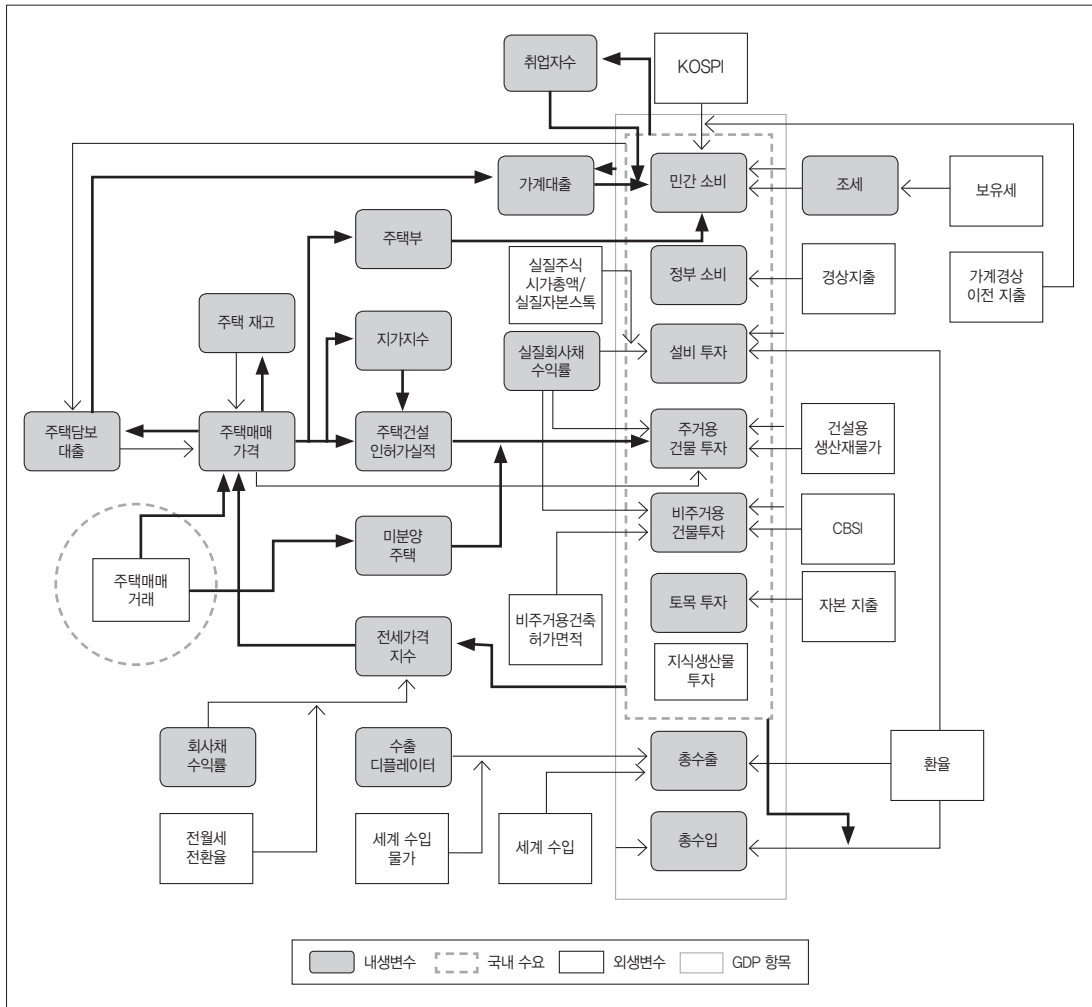 취업자수
KOSPI
가계대출
민간 소비
조세
보유세
주택부
실질주식
시가총액/
실질자본스톡
정부 소비
경상지출
가계경상
이전 지출
주택 재고
지가지수
실질회사채
수익률
설비 투자
주택담보
대출
주택매매
가격
주택건설
인허가실적
주거용
건물 투자
건설용
생산재물가
미분양
주택
비주거용
건물투자
CBSI
주택매매
거래
비주거용건축
허가면적
토목 투자
자본 지출
전세가격
지수
지식생산물
투자
회사채
수익률
수출
디플레이터
총수출
환율
전월세
전환율
세계 수입
물가
세계 수입
총수입
내생변수
국내 수요
외생변수
GDP 항목